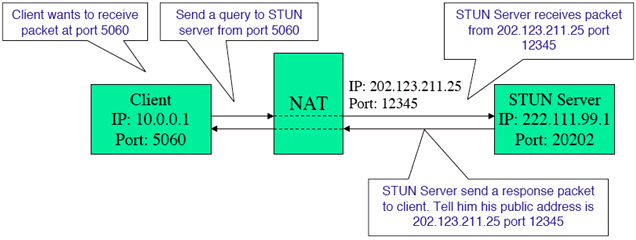 Client wants to receive
packet at port 5060
Send a query to STUN
server from port 5060
STUN Server receives packet
from 202.123.211.25 port
12345
Client
IP: 10.0.0.1
Port: 5060
NAT
IP: 202.123.211.25
Port: 12345
STUN Server
IP: 222.111.99.1
Port: 20202
STUN Server send a response packet
to client. Tell him his public address is
202.123.211.25 port 12345